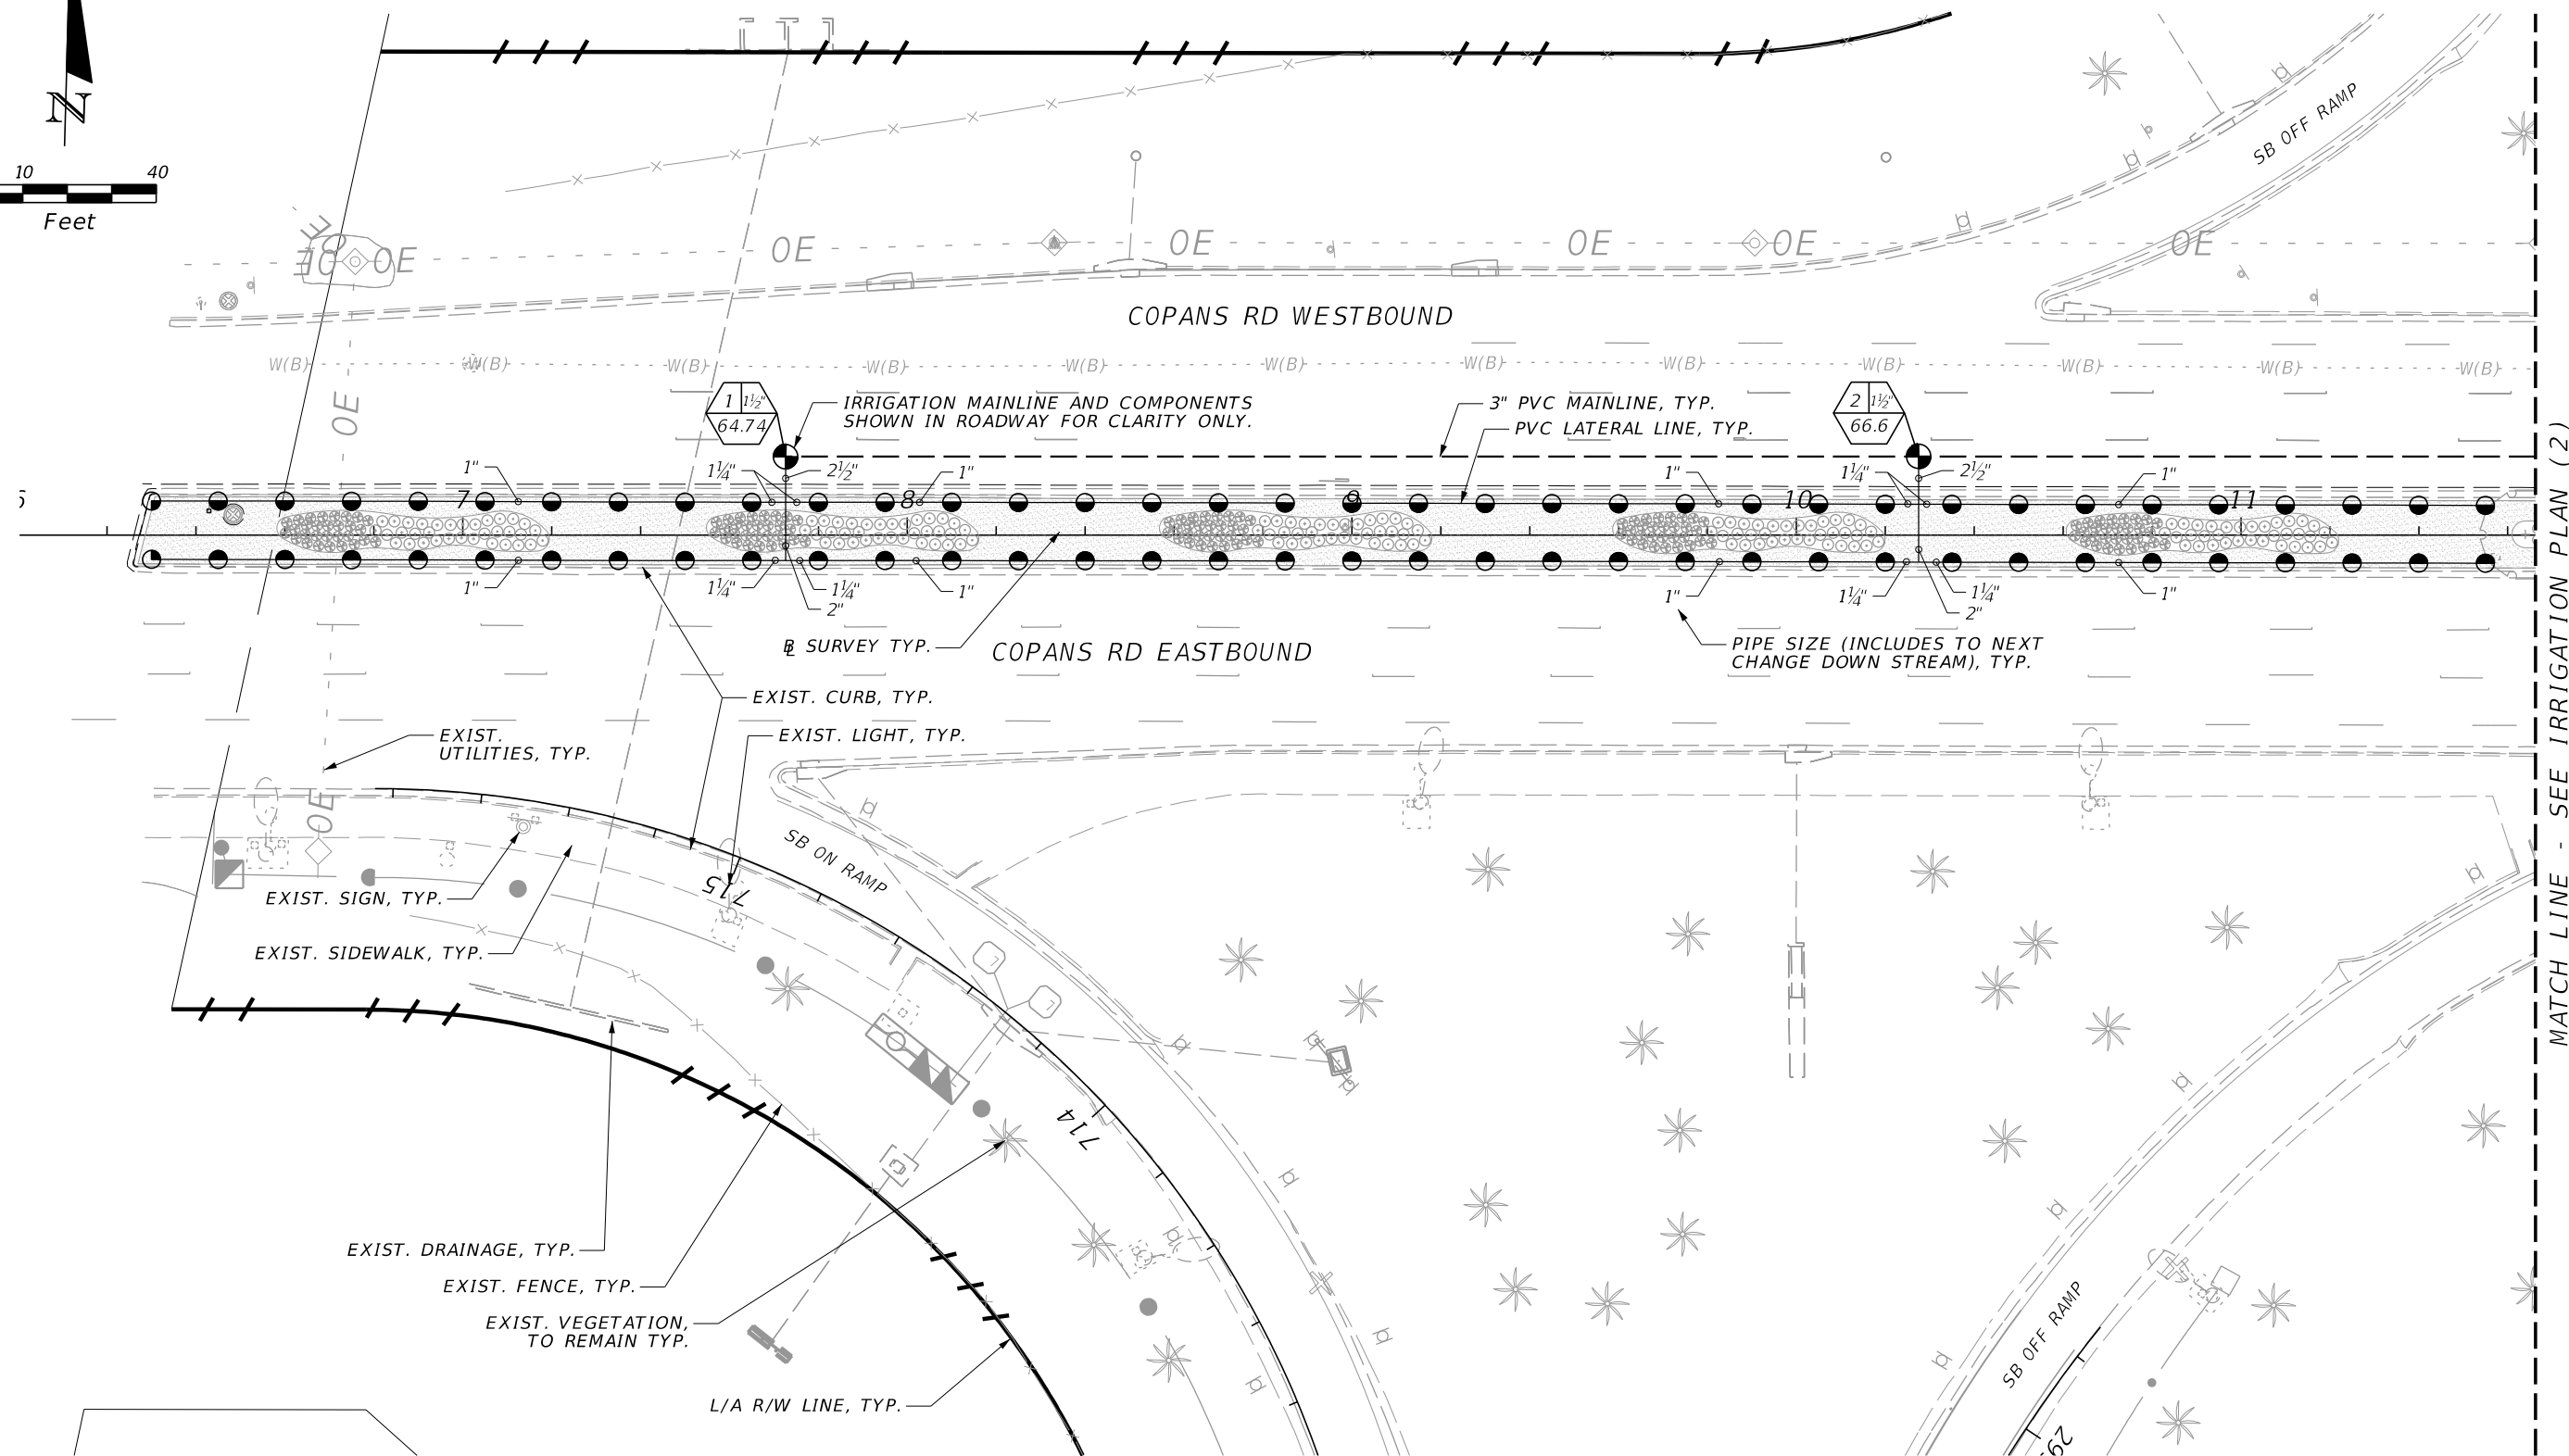 N
10 40
Feet
SB OFF RAMP
OE OE OE OE OE OE OE OE
COPANS RD WESTBOUND
W(B) W(B) W(B) W(B) W(B) W(B) W(B) W(B) W(B) W(B) W(B) W(B)
OE
1 1½"
64.74
IRRIGATION MAINLINE AND COMPONENTS
SHOWN IN ROADWAY FOR CLARITY ONLY.
3" PVC MAINLINE, TYP.
PVC LATERAL LINE, TYP.
2 1½"
66.6
1" 1¼" 2½" 1" 1" 1¼" 2½" 1"
7 8 9 10 11
1" 1¼" 1¼" 1" 1" 1¼" 1¼" 1"
2" 2"
SURVEY TYP.
COPANS RD EASTBOUND
PIPE SIZE (INCLUDES TO NEXT
CHANGE DOWN STREAM), TYP.
EXIST. CURB, TYP.
EXIST. LIGHT, TYP.
EXIST.
UTILITIES, TYP.
OE
SB ON RAMP
715
EXIST. SIGN, TYP.
EXIST. SIDEWALK, TYP.
714
EXIST. DRAINAGE, TYP.
EXIST. FENCE, TYP.
EXIST. VEGETATION,
TO REMAIN TYP.
L/A R/W LINE, TYP.
SB OFF RAMP
MATCH LINE - SEE IRRIGATION PLAN (2)